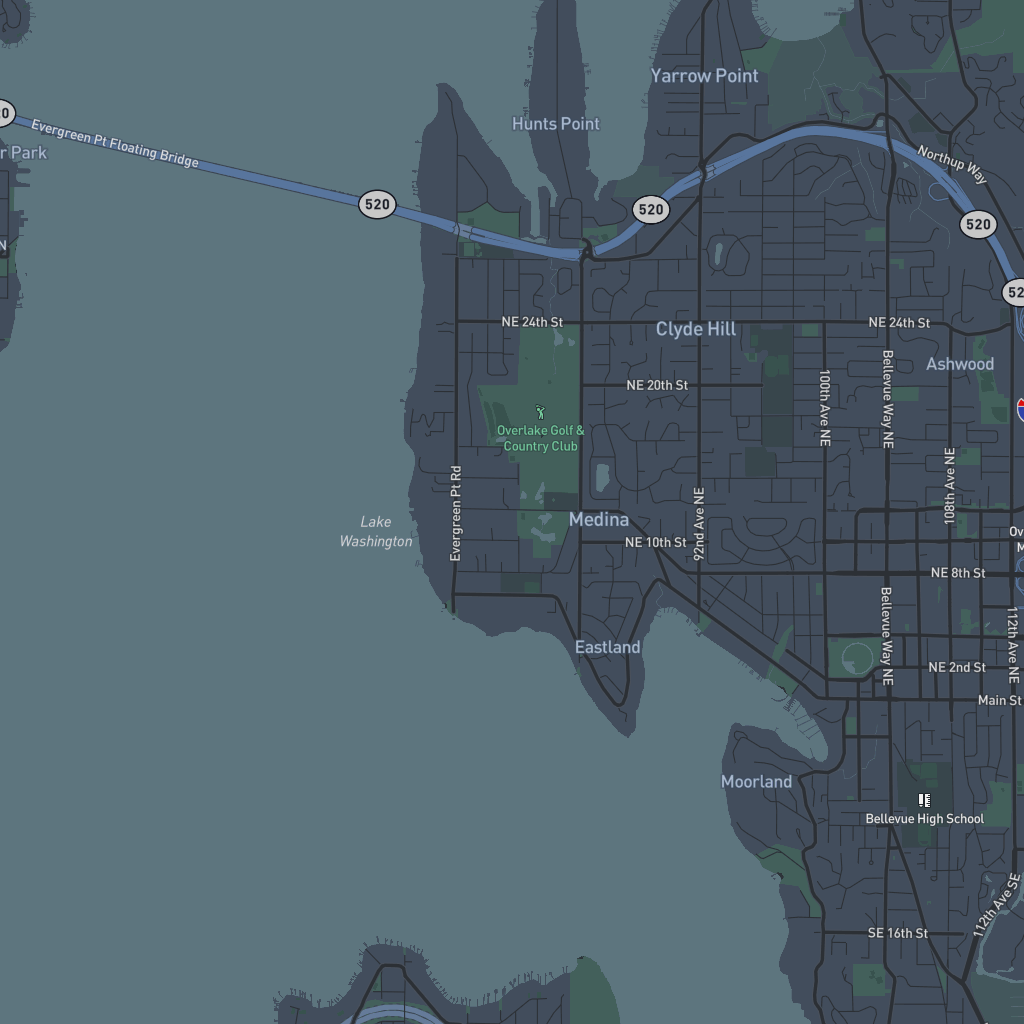 Yarrow Point
Hunts Point
Evergreen Pt Floating Bridge
r Park
Northup Way
520
520
520
N
NE 24th St
Clyde Hill
NE 24th St
Ashwood
NE 20th St
100th Ave NE
Bellevue Way NE
Overlake Golf &
Country Club
108th Ave NE
Evergreen Pt Rd
92nd Ave NE
Lake
Washington
Medina
NE 10th St
Ov
M
NE 8th St
Bellevue Way NE
112th Ave NE
Eastland
NE 2nd St
Main St
Moorland
Bellevue High School
112th Ave SE
SE 16th St